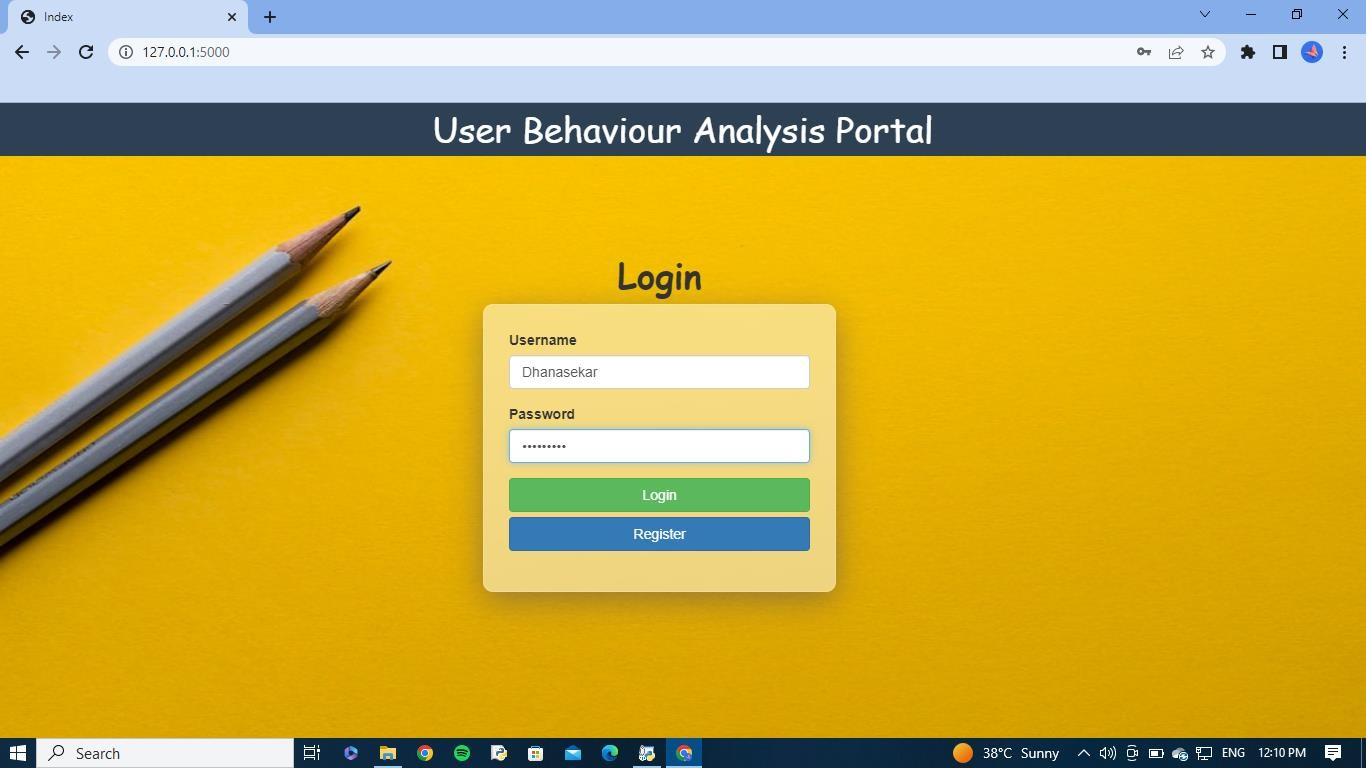 Index
127.0.0.1:5000
User Behaviour Analysis Portal
Login
Username
Dhanasekar
Password
•••••••••
Login
Register
Search
38°C Sunny
ENG
12:10 PM